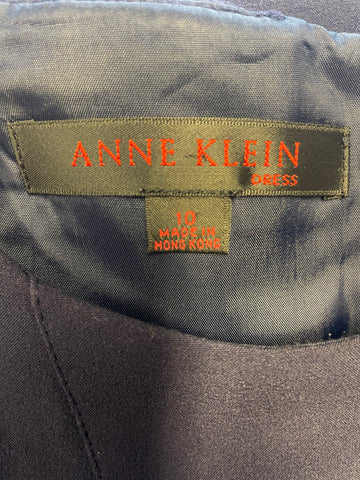 ANNE KLEIN
DRESS
10
MADE IN
HONG KONG